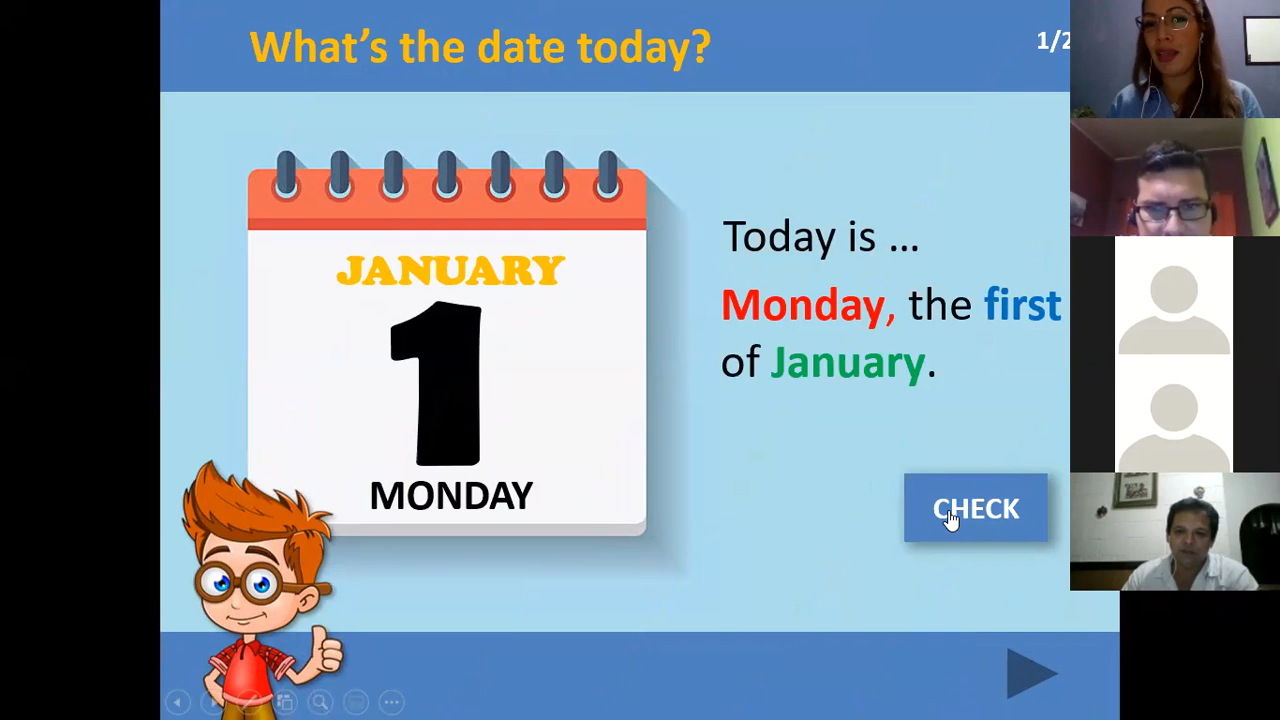 What's the date today?
1/2
JANUARY
1
MONDAY
Today is ...
Monday, the first
of January.
CHECK